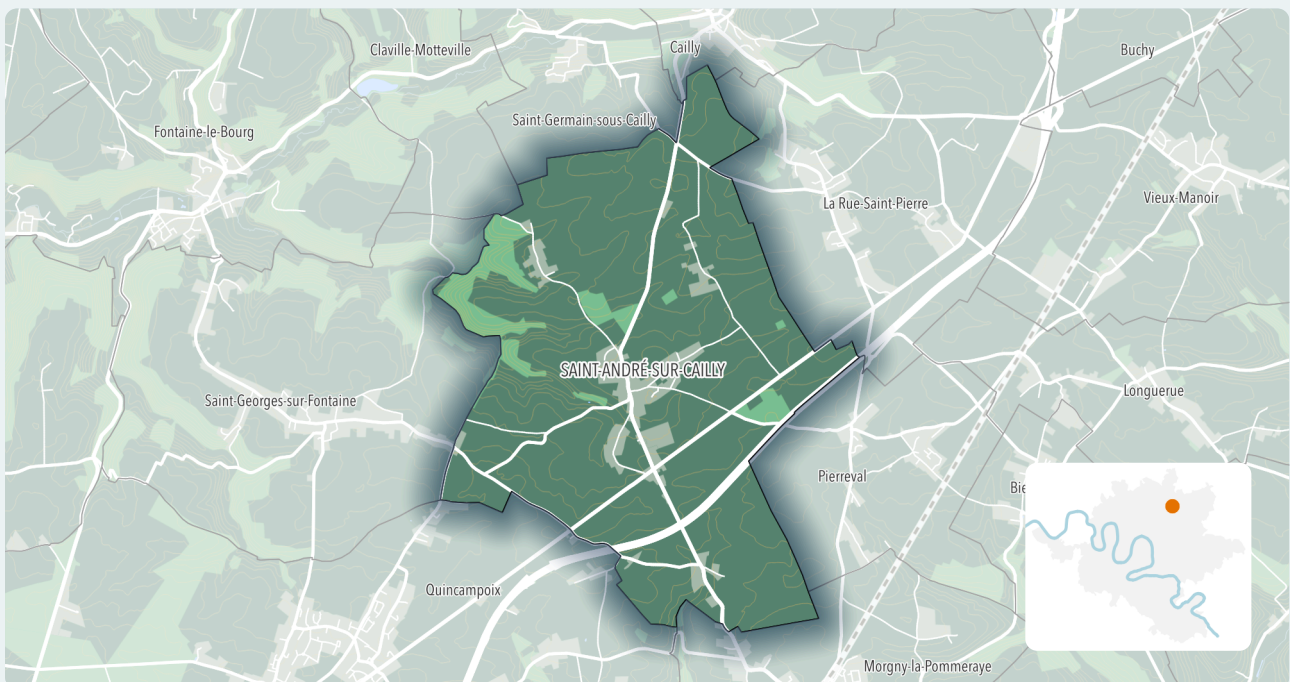 Claville-Motteville
Cailly
Buchy
Saint-Germain-sous-Cailly
Fontaine-le-Bourg
La Rue-Saint-Pierre
Vieux-Manoir
SAINT-ANDRÉ-SUR-CAILLY
Longuerue
Saint-Georges-sur-Fontaine
Pierreval
Bie
Quincampoix
Morgny-la-Pommeraye